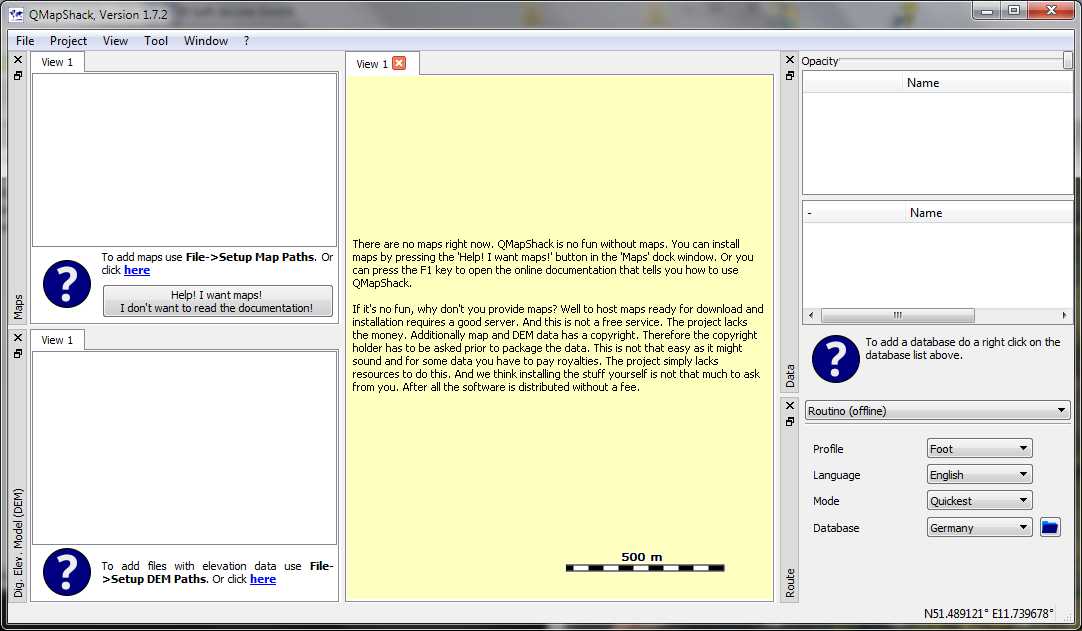 QMapShack, Version 1.7.2
File Project View Tool Window ?
Maps
View 1
To add maps use File->Setup Map Paths. Or
click here
Help! I want maps!
I don't want to read the documentation!
Dig. Elev. Model (DEM)
View 1
To add files with elevation data use File-
>Setup DEM Paths. Or click here
View 1
There are no maps right now. QMapShack is no fun without maps. You can install
maps by pressing the 'Help! I want maps!' button in the 'Maps' dock window. Or you
can press the F1 key to open the online documentation that tells you how to use
QMapShack.
If it's no fun, why don't you provide maps? Well to host maps ready for download and
installation requires a good server. And this is not a free service. The project lacks
the money. Additionally map and DEM data has a copyright. Therefore the copyright
holder has to be asked prior to package the data. This is not that easy as it might
sound and for some data you have to pay royalties. The project simply lacks
resources to do this. And we think installing the stuff yourself is not that much to ask
from you. After all the software is distributed without a fee.
500 m
Data
Opacity
Name
- Name
To add a database do a right click on the
database list above.
Route
Routino (offline)
Profile Foot
Language English
Mode Quickest
Database Germany
N51.489121° E11.739678°